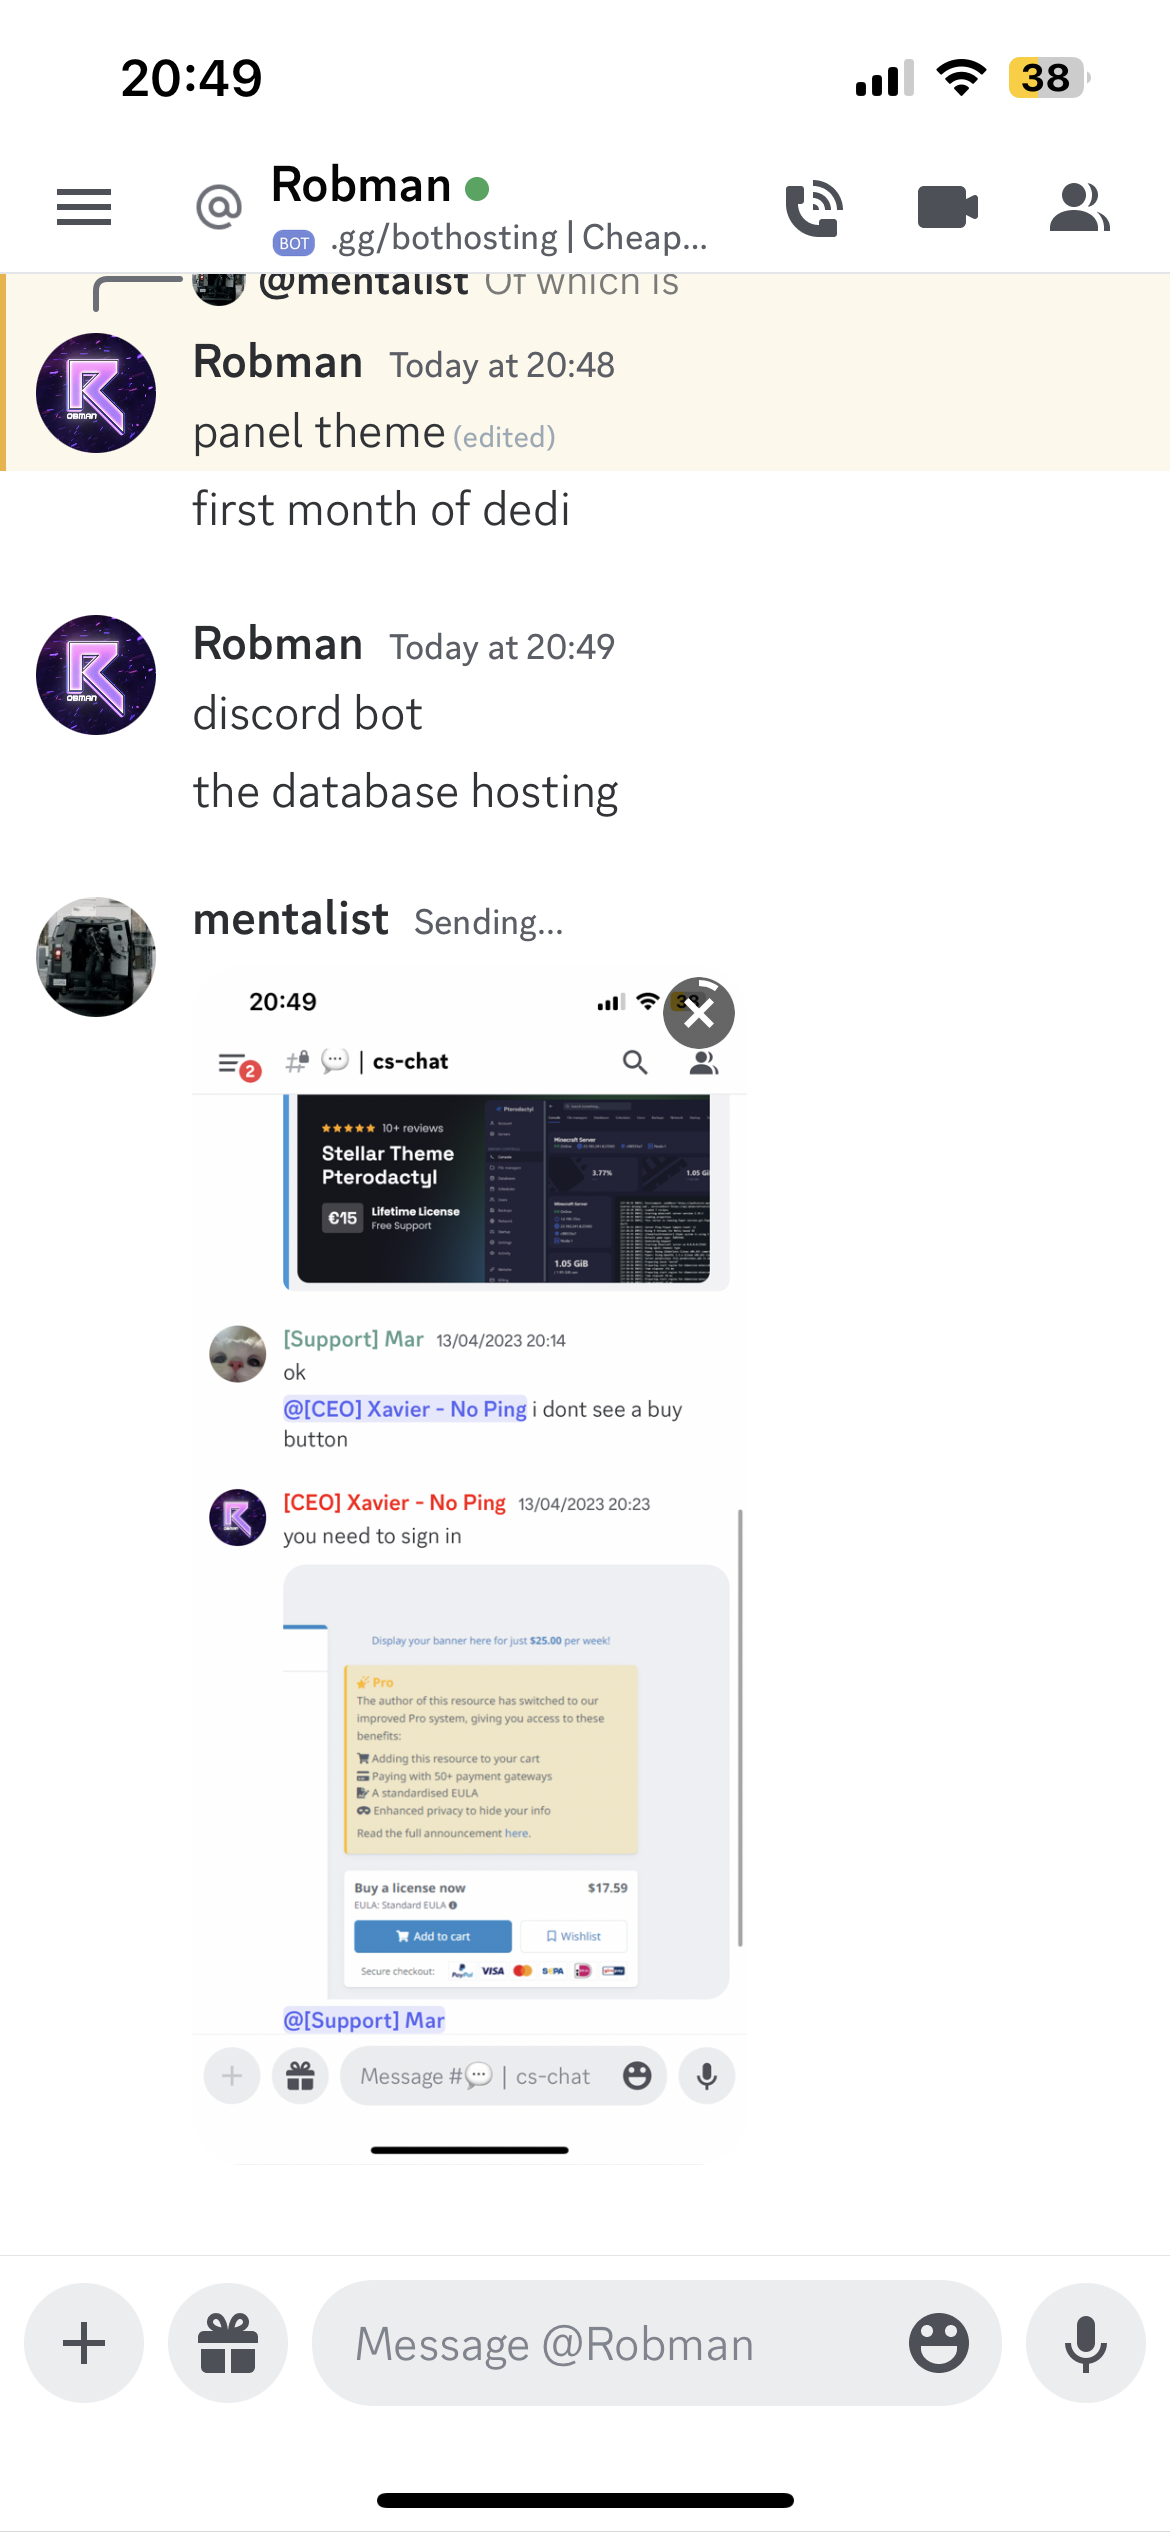 20:49
38
Robman
BOT .gg/bothosting | Cheap...
@mentalist Of which is
Robman Today at 20:48
panel theme (edited)
first month of dedi
Robman Today at 20:49
discord bot
the database hosting
mentalist Sending...
20:49
38
2 # 💬 | cs-chat
★★★★★ 10+ reviews
Stellar Theme
Pterodactyl
€15 Lifetime License
Free Support
Pterodactyl
Minecraft Server
3.77%
1.05 GiB
1.05 GiB
[Support] Mar 13/04/2023 20:14
ok
@[CEO] Xavier - No Ping i dont see a buy
button
[CEO] Xavier - No Ping 13/04/2023 20:23
you need to sign in
Display your banner here for just $25.00 per week!
Pro
The author of this resource has switched to our
improved Pro system, giving you access to these
benefits:
Adding this resource to your cart
Paying with 50+ payment gateways
A standardised EULA
Enhanced privacy to hide your info
Read the full announcement here.
Buy a license now $17.59
EULA: Standard EULA
Add to cart Wishlist
Secure checkout: PayPal VISA SEPA
@[Support] Mar
Message #💬 | cs-chat
Message @Robman